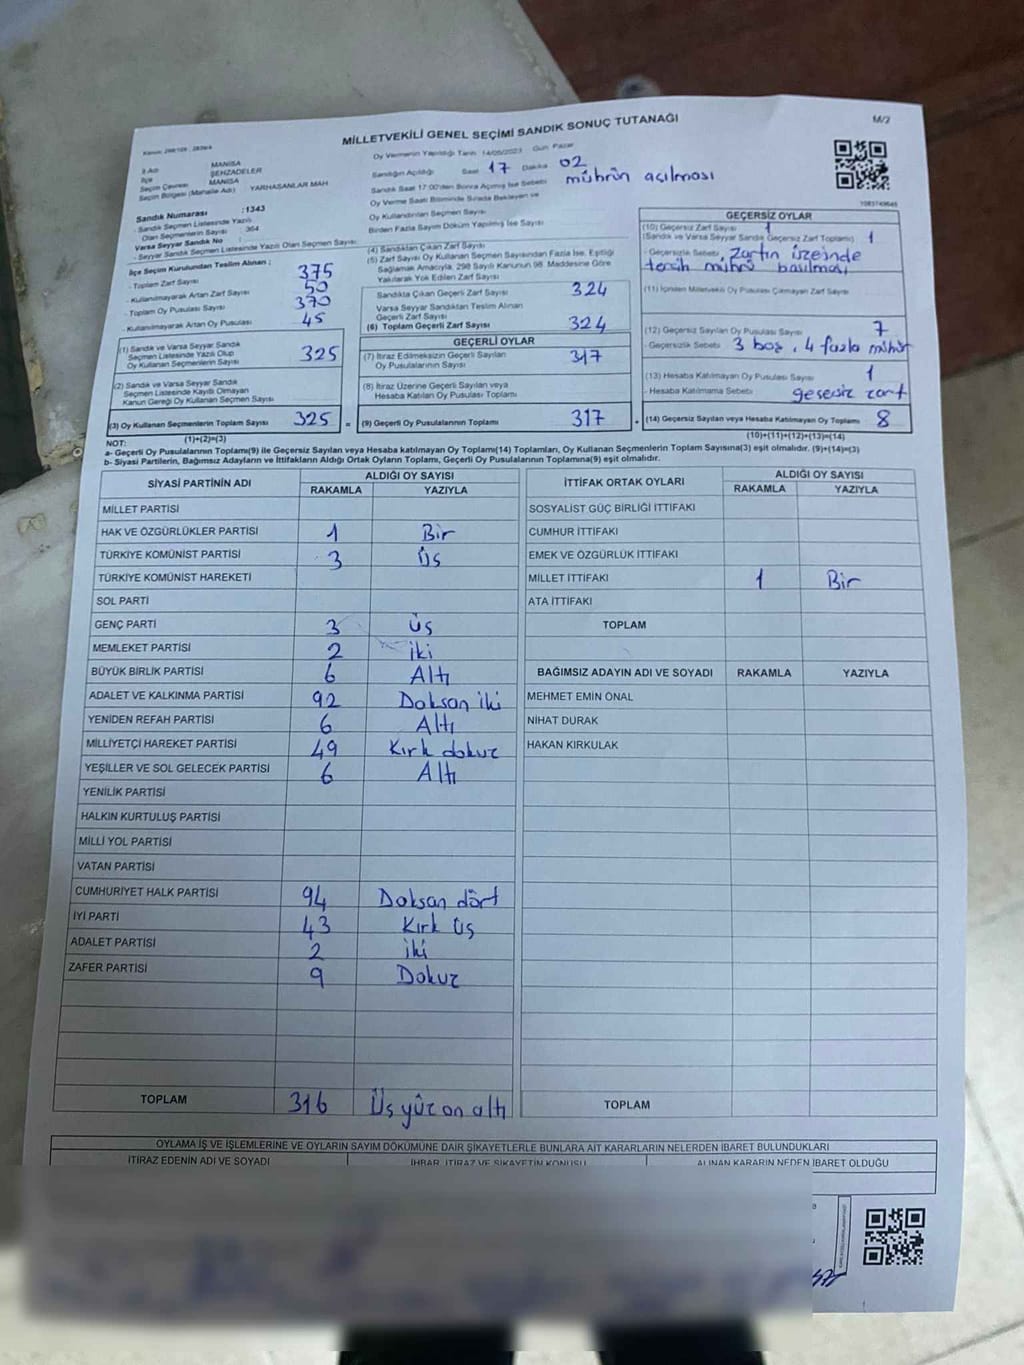 MİLLETVEKİLİ GENEL SEÇİMİ SANDIK SONUÇ TUTANAĞI
M/2
İl Adı MANİSA
İlçe ŞEHZADELER
Seçim Çevresi MANİSA
Seçim Bölgesi (Mahalle Adı) YARHASANLAR MAH
Sandık Numarası :1343
- Sandık Seçmen Listesinde Yazılı
Olan Seçmenlerin Sayısı : 364
Varsa Seyyar Sandık No :
- Seyyar Sandık Seçmen Listesinde Yazılı Olan Seçmen Sayısı:
Oy Vermenin Yapıldığı Tarih 14/05/2023 Gün Pazar
Sandığın Açıldığı Saat 17 Dakika 02
Sandık Saat 17:00'den Sonra Açılmış İse Sebebi mührün açılması
Oy Verme Saati Bitiminde Sırada Bekleyen ve
Oy Kullandırılan Seçmen Sayısı
Birden Fazla Sayım Döküm Yapılmış İse Sayısı
İlçe Seçim Kurulundan Teslim Alınan ;
- Toplam Zarf Sayısı 375
- Kullanılmayarak Artan Zarf Sayısı 50
- Toplam Oy Pusulası Sayısı 370
- Kullanılmayarak Artan Oy Pusulası 45
(1) Sandık ve Varsa Seyyar Sandık
Seçmen Listesinde Yazılı Olup
Oy Kullanan Seçmenlerin Sayısı 325
(2) Sandık ve Varsa Seyyar Sandık
Seçmen Listesinde Kayıtlı Olmayan
Kanun Gereği Oy Kullanan Seçmenlerin Sayısı
(3) Oy Kullanan Seçmenlerin Toplam Sayısı 325 =
(1)+(2)=(3)
(4) Sandıktan Çıkan Zarf Sayısı
(5) Zarf Sayısı Oy Kullanan Seçmen Sayısından Fazla İse, Eşitliği
Sağlamak Amacıyla, 298 Sayılı Kanunun 98. Maddesine Göre
Yakılarak Yok Edilen Zarf Sayısı
Sandıkta Çıkan Geçerli Zarf Sayısı 324
Varsa Seyyar Sandıktan Teslim Alınan
Geçerli Zarf Sayısı
(6) Toplam Geçerli Zarf Sayısı 324
GEÇERLİ OYLAR
(7) İtiraz Edilmeksizin Geçerli Sayılan
Oy Pusulalarının Sayısı 317
(8) İtiraz Üzerine Geçerli Sayılan veya
Hesaba Katılan Oy Pusulası Toplamı
(9) Geçerli Oy Pusulalarının Toplamı 317 +
GEÇERSİZ OYLAR
(10) Geçersiz Zarf Sayısı 1
(Sandık ve Varsa Seyyar Sandık Geçersiz Zarf Toplamı) 1
- Geçersizlik Sebebi, Zarfın üzeinde
tercih mührü basılması
(11) İçinden Milletvekili Oy Pusulası Çıkmayan Zarf Sayısı
(12) Geçersiz Sayılan Oy Pusulası Sayısı 7
- Geçersizlik Sebebi 3 boş, 4 fazla mühür
(13) Hesaba Katılmayan Oy Pusulası Sayısı 1
- Hesaba Katılmama Sebebi geçersiz zarf
(14) Geçersiz Sayılan veya Hesaba Katılmayan Oy Toplamı 8
(10)+(11)+(12)+(13)=(14)
NOT:
a- Geçerli Oy Pusulalarının Toplamı(9) ile Geçersiz Sayılan veya Hesaba katılmayan Oy Toplamı(14) Toplamları, Oy Kullanan Seçmenlerin Toplam Sayısına(3) eşit olmalıdır. (9)+(14)=(3)
b- Siyasi Partilerin, Bağımsız Adayların ve İttifakların Aldığı Ortak Oyların Toplamı, Geçerli Oy Pusulalarının Toplamına(9) eşit olmalıdır.
SİYASİ PARTİNİN ADI ALDIĞI OY SAYISI
RAKAMLA YAZIYLA
MİLLET PARTİSİ
HAK VE ÖZGÜRLÜKLER PARTİSİ 1 Bir
TÜRKİYE KOMÜNİST PARTİSİ 3 Üç
TÜRKİYE KOMÜNİST HAREKETİ
SOL PARTİ
GENÇ PARTİ 3 Üç
MEMLEKET PARTİSİ 2 İki
BÜYÜK BİRLİK PARTİSİ 6 Altı
ADALET VE KALKINMA PARTİSİ 92 Doksan iki
YENİDEN REFAH PARTİSİ 6 Altı
MİLLİYETÇİ HAREKET PARTİSİ 49 Kırk dokuz
YEŞİLLER VE SOL GELECEK PARTİSİ 6 Altı
YENİLİK PARTİSİ
HALKIN KURTULUŞ PARTİSİ
MİLLİ YOL PARTİSİ
VATAN PARTİSİ
CUMHURİYET HALK PARTİSİ 94 Doksan dört
İYİ PARTİ 43 Kırk üç
ADALET PARTİSİ 2 iki
ZAFER PARTİSİ 9 Dokuz
TOPLAM 316 Üç yüz on altı
İTTİFAK ORTAK OYLARI ALDIĞI OY SAYISI
RAKAMLA YAZIYLA
SOSYALİST GÜÇ BİRLİĞİ İTTİFAKI
CUMHUR İTTİFAKI
EMEK VE ÖZGÜRLÜK İTTİFAKI
MİLLET İTTİFAKI 1 Bir
ATA İTTİFAKI
TOPLAM
BAĞIMSIZ ADAYIN ADI VE SOYADI RAKAMLA YAZIYLA
MEHMET EMİN ÖNAL
NİHAT DURAK
HAKAN KIRKULAK
TOPLAM
OYLAMA İŞ VE İŞLEMLERİNE VE OYLARIN SAYIM DÖKÜMÜNE DAİR ŞİKAYETLERLE BUNLARA AİT KARARLARIN NELERDEN İBARET BULUNDUKLARI
İTİRAZ EDENİN ADI VE SOYADI İHBAR, İTİRAZ VE ŞİKAYETİN KONUSU ALINAN KARARIN NEDEN İBARET OLDUĞU